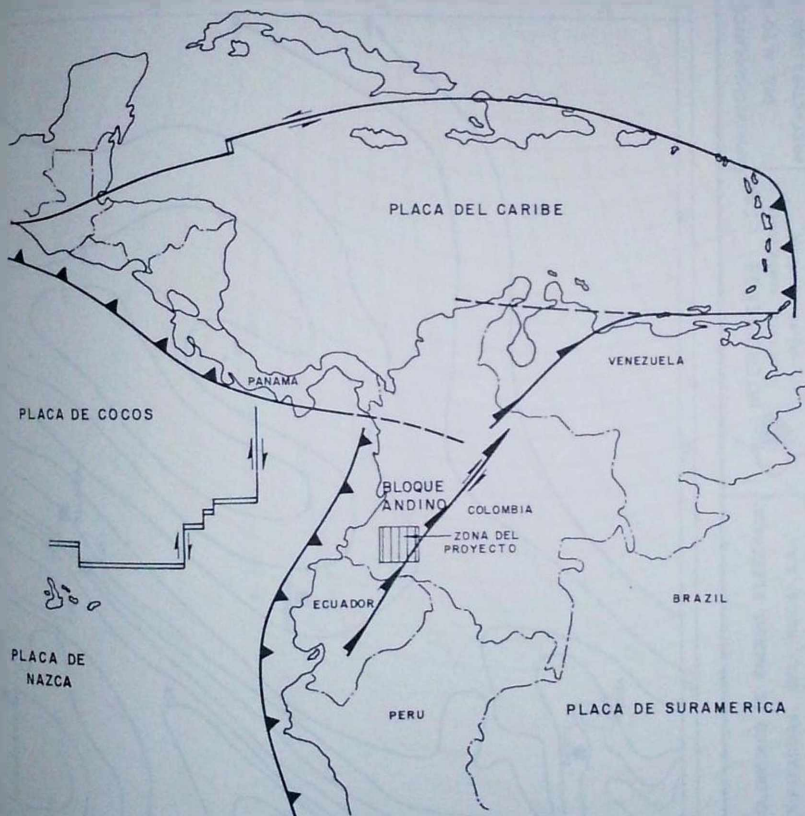 PLACA DEL CARIBE
VENEZUELA
PANAMA
PLACA DE COCOS
BLOQUE
ANDINO
COLOMBIA
ZONA DEL
PROYECTO
ECUADOR
BRAZIL
PLACA DE
NAZCA
PERU
PLACA DE SURAMERICA